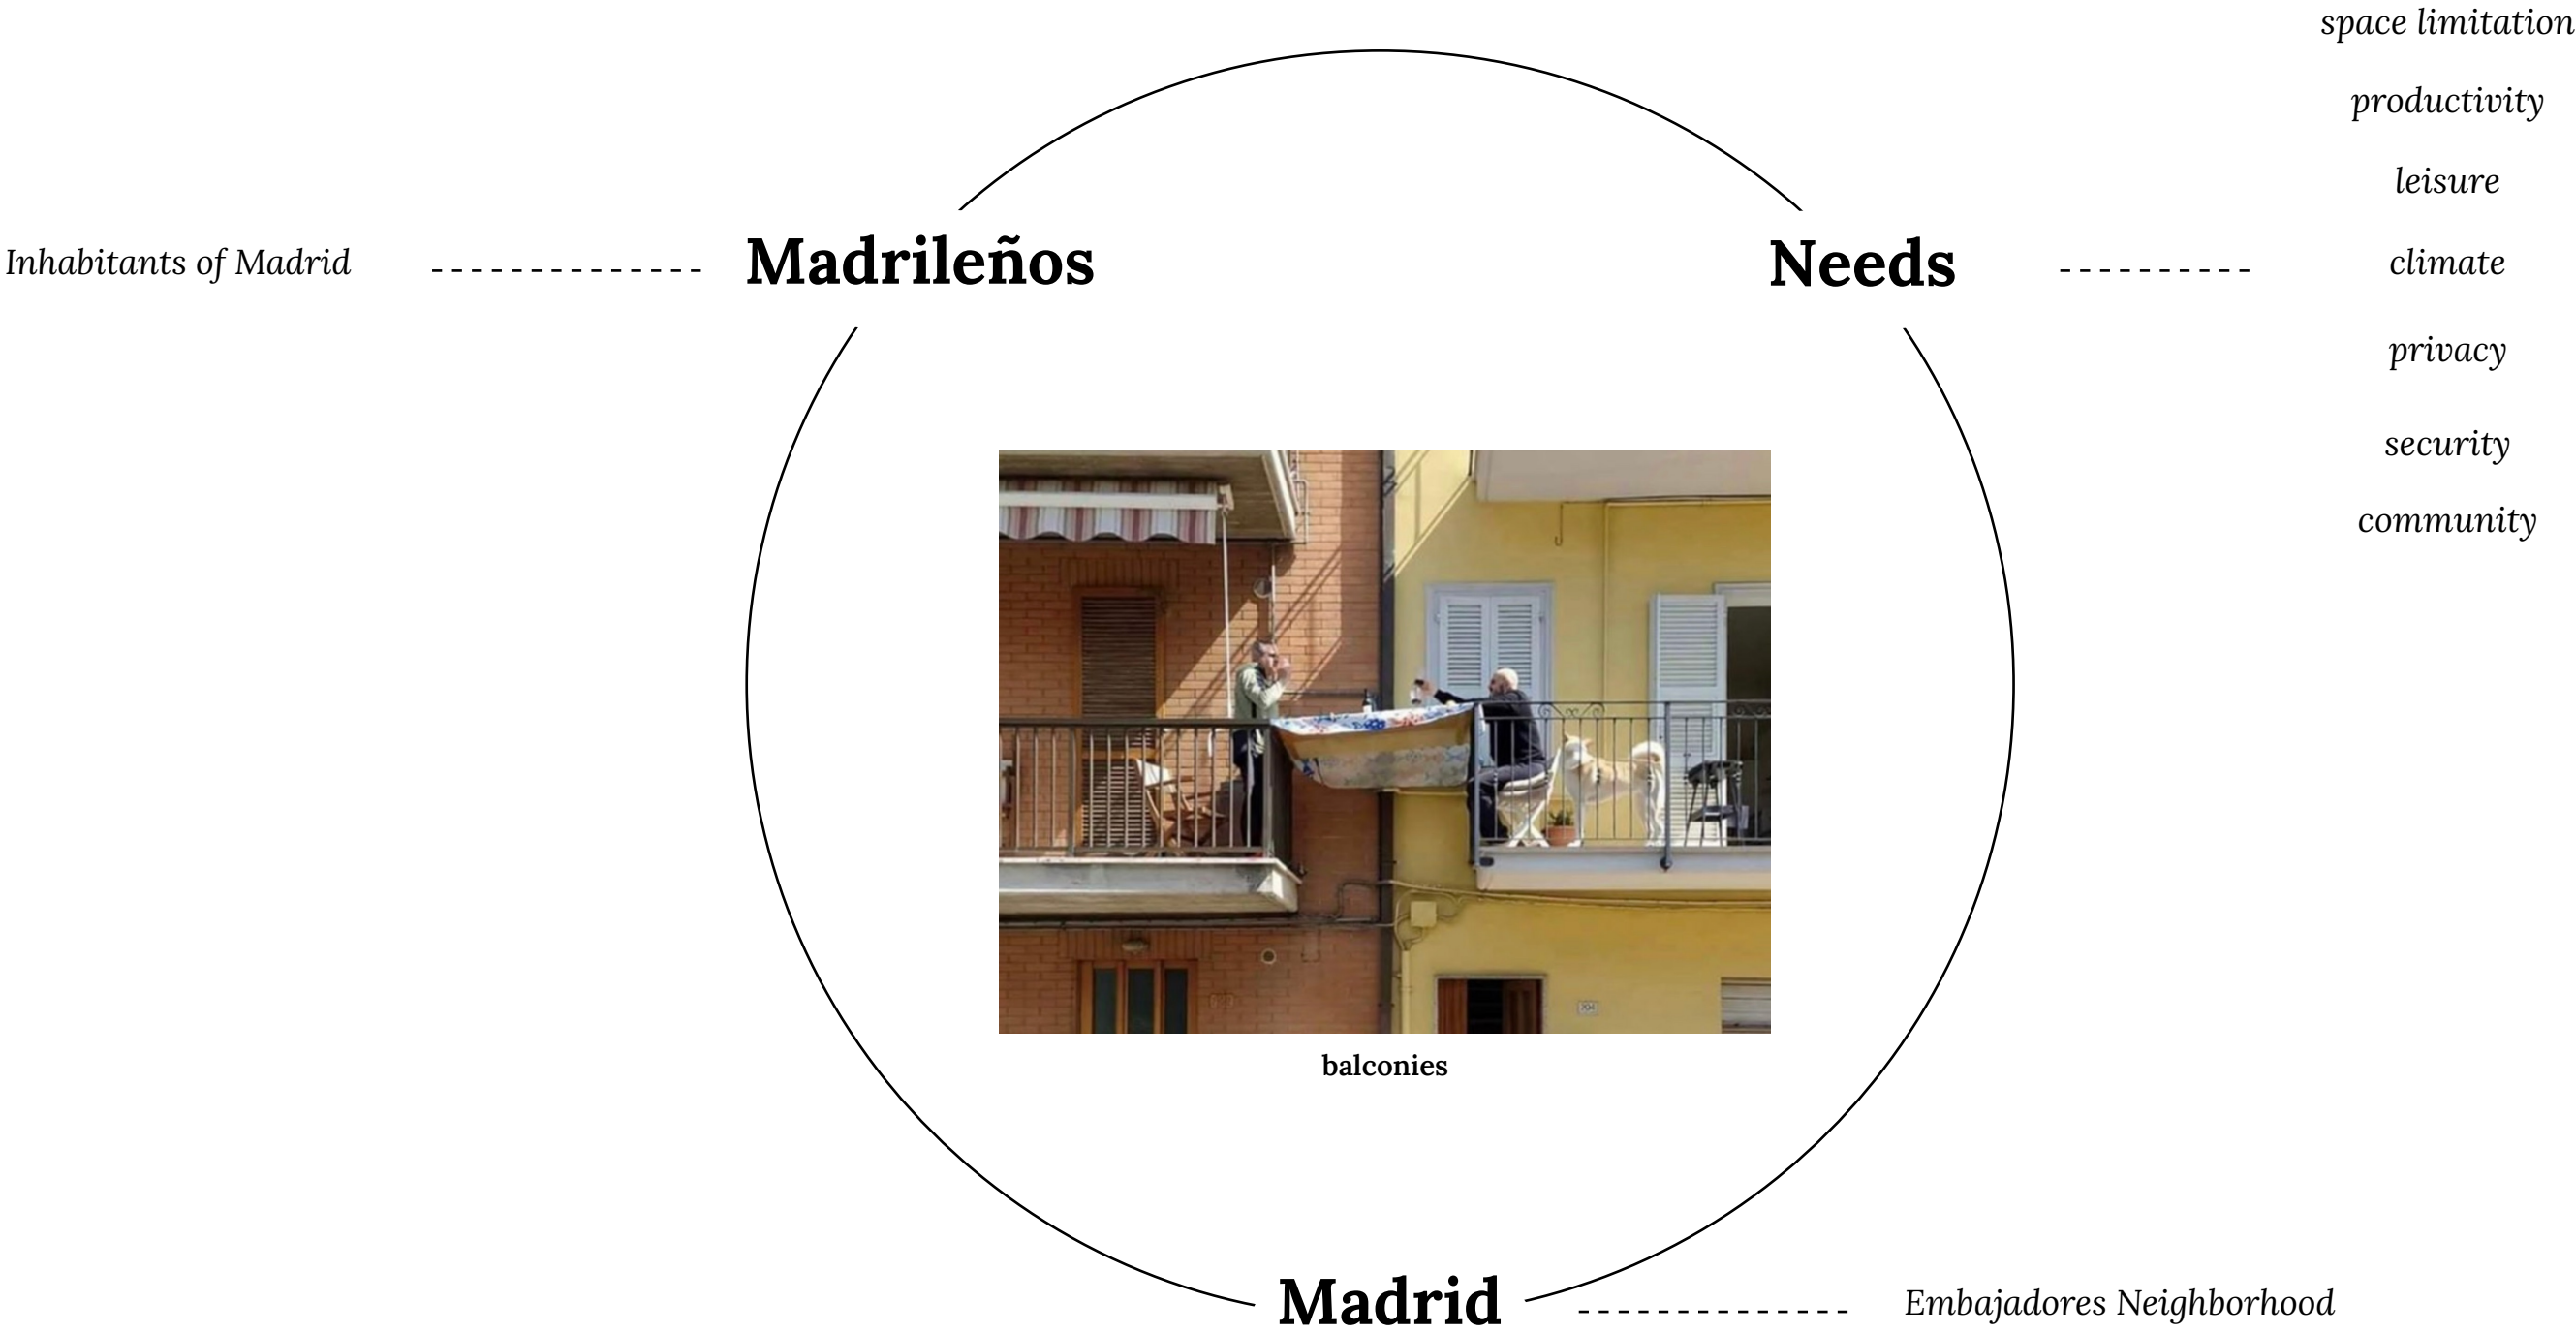 space limitation
productivity
leisure
Inhabitants of Madrid
Madrileños
Needs
climate
privacy
security
community
balconies
Madrid
Embajadores Neighborhood